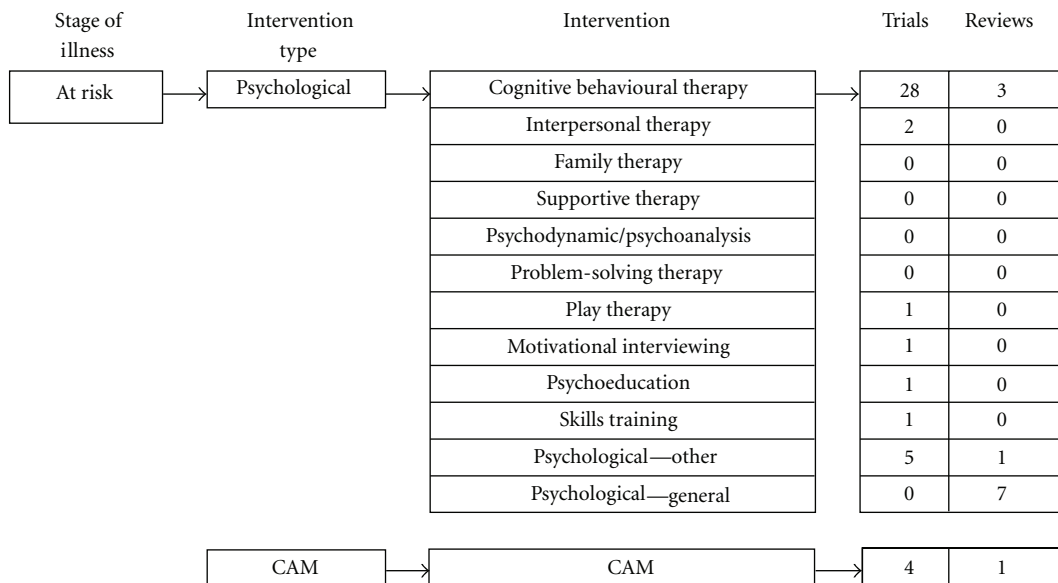 Stage of illness Intervention type Intervention Trials Reviews
At risk Psychological Cognitive behavioural therapy 28 3
Interpersonal therapy 2 0
Family therapy 0 0
Supportive therapy 0 0
Psychodynamic/psychoanalysis 0 0
Problem-solving therapy 0 0
Play therapy 1 0
Motivational interviewing 1 0
Psychoeducation 1 0
Skills training 1 0
Psychological—other 5 1
Psychological—general 0 7
CAM CAM 4 1